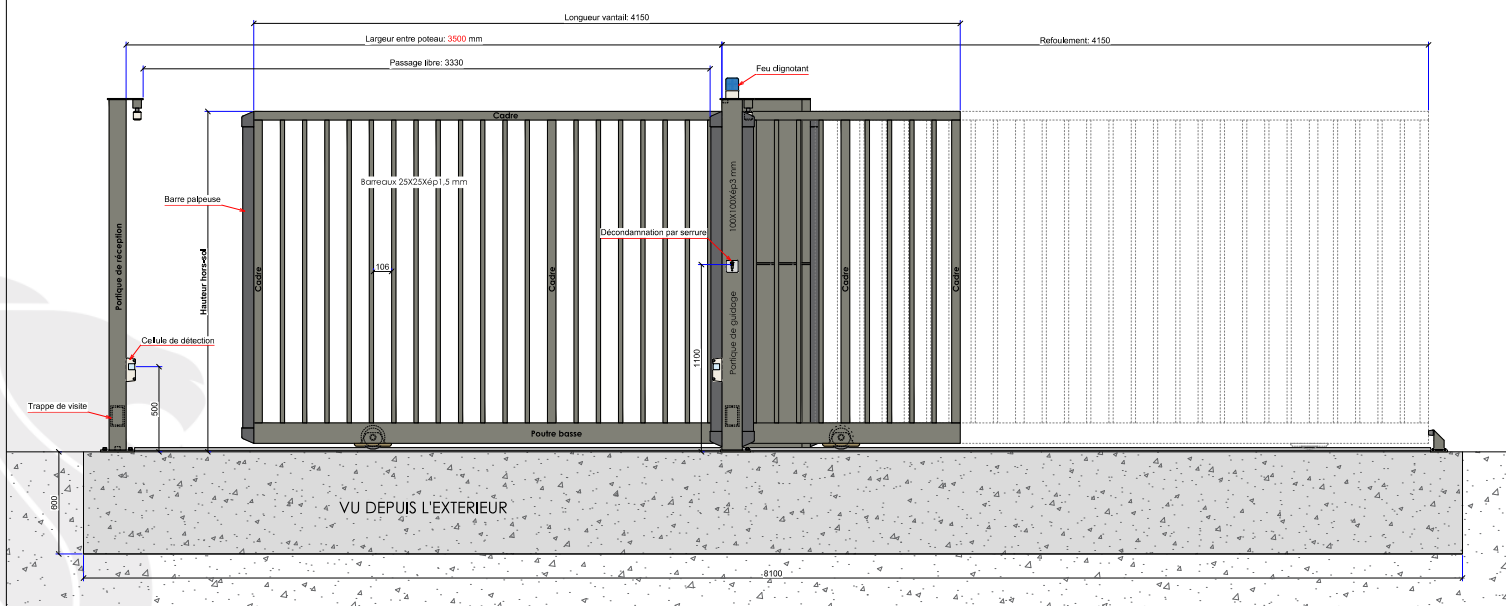 Longueur vantail: 4150
Largeur entre poteau: 3500 mm
Refoulement: 4150
Passage libre: 3330
Feu clignotant
Cadre
Barreaux 25X25Xép1,5 mm
100X100Xép3 mm
Barre palpeuse
Portique de réception
Hauteur hors-sol
Décondamnation par serrure
Cadre
106
Cadre
Cadre
Cadre
Portique de guidage
Cellule de détection
1100
Trappe de visite
500
Poutre basse
600
VU DEPUIS L'EXTERIEUR
8100